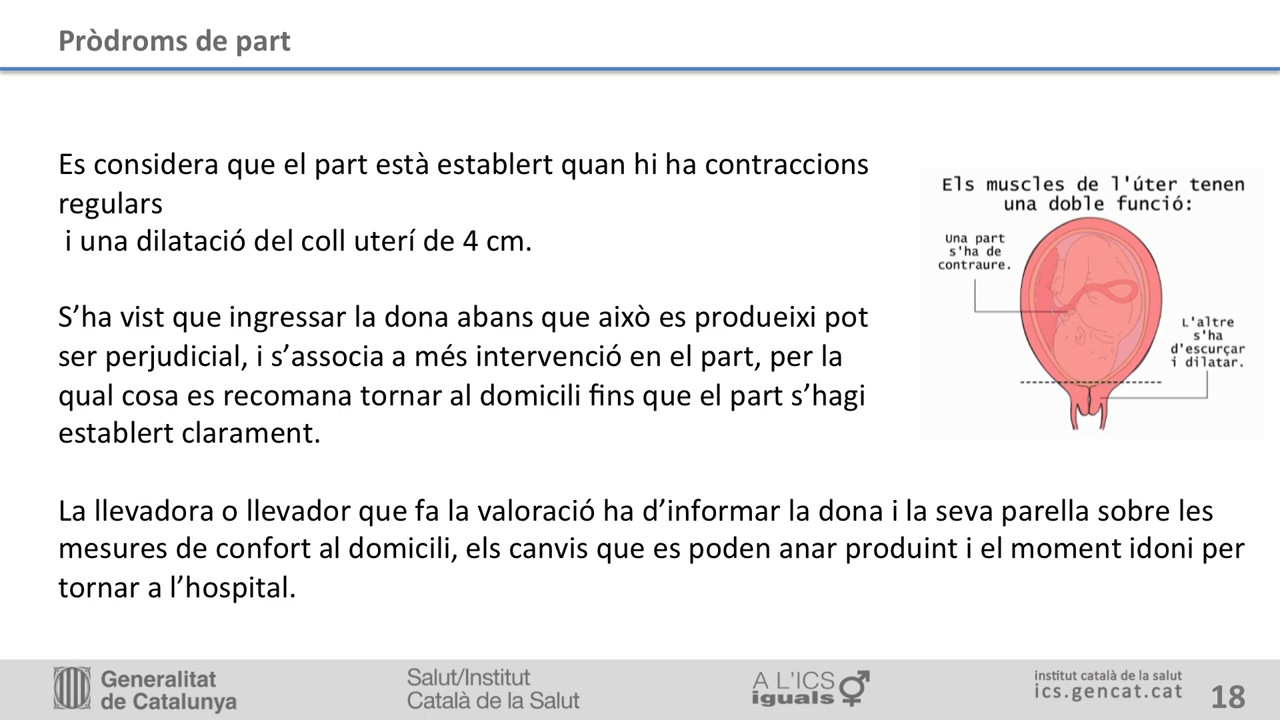 Pròdroms de part
Es considera que el part està establert quan hi ha contraccions
regulars
i una dilatació del coll uterí de 4 cm.
S’ha vist que ingressar la dona abans que això es produeixi pot
ser perjudicial, i s’associa a més intervenció en el part, per la
qual cosa es recomana tornar al domicili fins que el part s’hagi
establert clarament.
La llevadora o llevador que fa la valoració ha d’informar la dona i la seva parella sobre les
mesures de confort al domicili, els canvis que es poden anar produint i el moment idoni per
tornar a l’hospital.
Els muscles de l'úter tenen
una doble funció:
Una part
s'ha de
contraure.
L'altre
s'ha
d'escurçar
i dilatar.
Generalitat
de Catalunya
Salut/Institut
Català de la Salut
A L'ICS
iguals
institut català de la salut
ics.gencat.cat
18